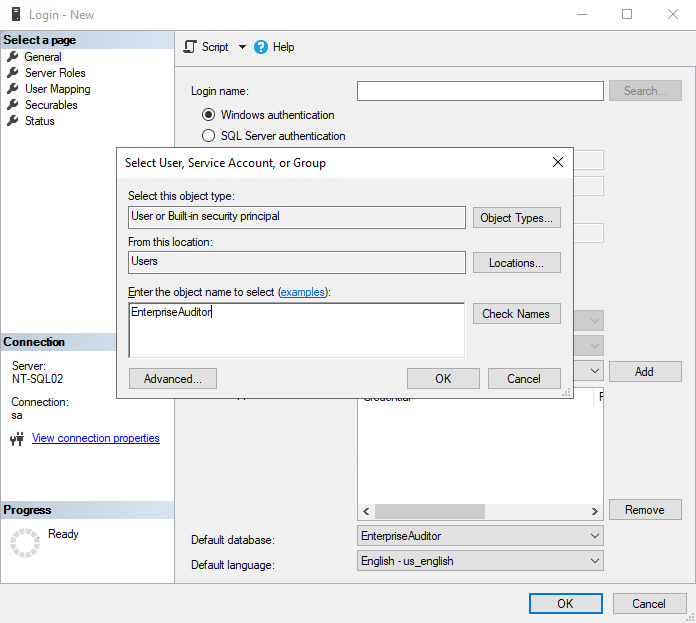 Login - New
Select a page
General
Server Roles
User Mapping
Securables
Status
Script
Help
Login name:
Search...
Windows authentication
SQL Server authentication
Select User, Service Account, or Group
Select this object type:
User or Built-in security principal
Object Types...
From this location:
Users
Locations...
Enter the object name to select (examples):
EnterpriseAuditor
Check Names
Advanced...
OK
Cancel
Add
Connection
Server:
NT-SQL02
Connection:
sa
View connection properties
Remove
Progress
Ready
Default database:
EnterpriseAuditor
Default language:
English - us_english
OK
Cancel